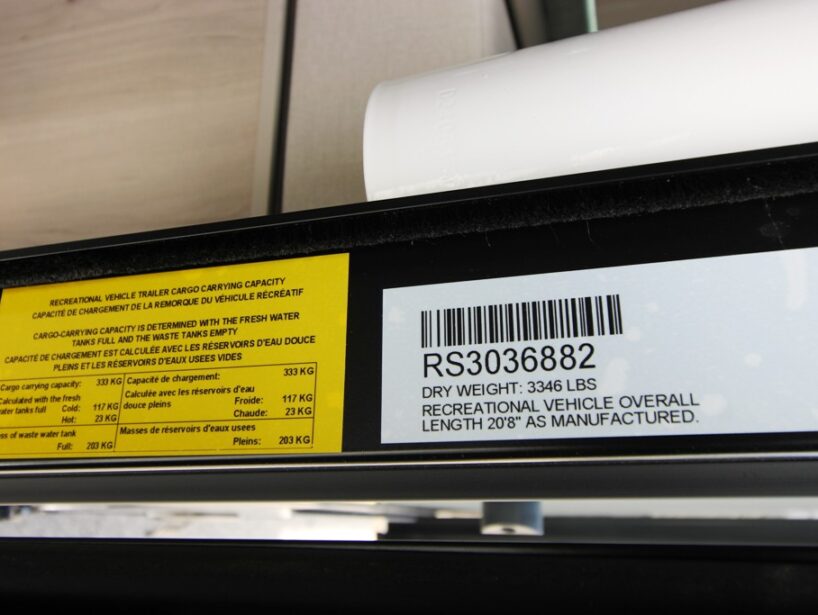 RECREATIONAL VEHICLE TRAILER CARGO CARRYING CAPACITY
CAPACITÉ DE CHARGEMENT DE LA REMORQUE DU VÉHICULE RÉCRÉATIF
CARGO-CARRYING CAPACITY IS DETERMINED WITH THE FRESH WATER
TANKS FULL AND THE WASTE TANKS EMPTY
CAPACITÉ DE CHARGEMENT EST CALCULÉE AVEC LES RÉSERVOIRS D'EAU DOUCE
PLEINS ET LES RÉSERVOIRS D'EAUX USEES VIDES
Cargo carrying capacity: 333 KG
Calculated with the fresh
water tanks full Cold: 117 KG
Hot: 23 KG
of waste water tank
Full: 203 KG
Capacité de chargement: 333 KG
Calculée avec les réservoirs d'eau
douce pleins Froide: 117 KG
Chaude: 23 KG
Masses de réservoirs d'eaux usees
Pleins: 203 KG
RS3036882
DRY WEIGHT: 3346 LBS
RECREATIONAL VEHICLE OVERALL
LENGTH 20'8" AS MANUFACTURED.